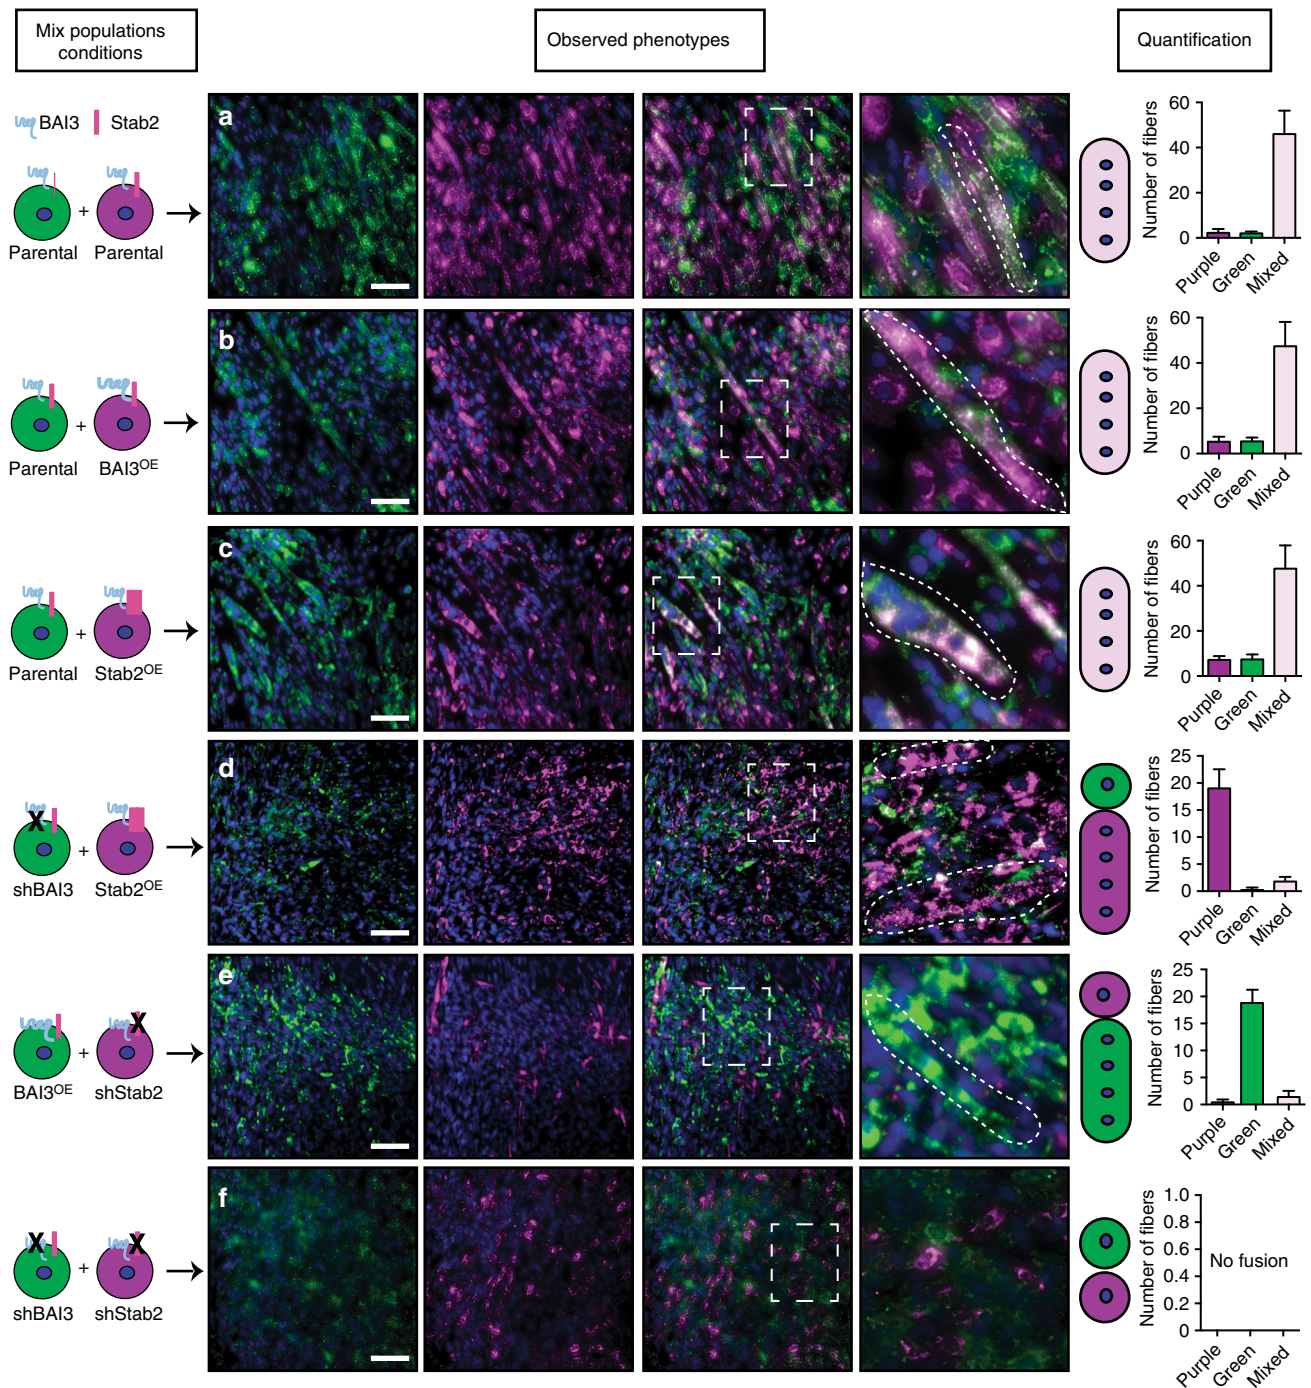 Mix populations
conditions
Observed phenotypes
Quantification
BAI3 Stab2
Parental + Parental
a
Number of fibers
60
40
20
0
Purple
Green
Mixed
Parental + BAI3OE
b
Number of fibers
60
40
20
0
Purple
Green
Mixed
Parental + Stab2OE
c
Number of fibers
60
40
20
0
Purple
Green
Mixed
X
shBAI3 + Stab2OE
d
Number of fibers
25
20
15
10
5
0
Purple
Green
Mixed
X
BAI3OE + shStab2
e
Number of fibers
25
20
15
10
5
0
Purple
Green
Mixed
X X
shBAI3 + shStab2
f
Number of fibers
1.0
0.8
0.6
0.4
0.2
0
No fusion
Purple
Green
Mixed